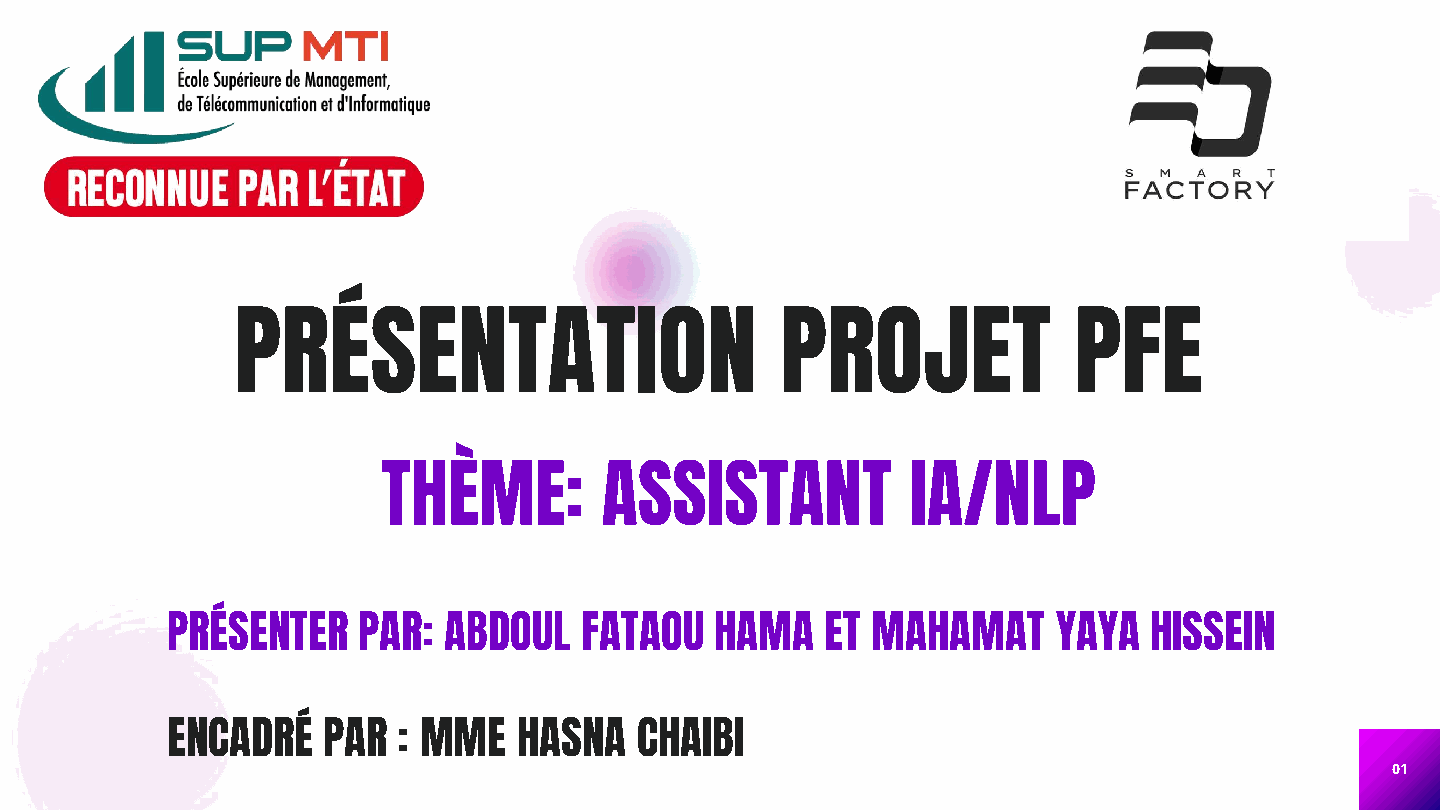 SUP MTI
École Supérieure de Management,
de Télécommunication et d'Informatique
RECONNUE PAR L'ÉTAT
SMART
FACTORY
PRÉSENTATION PROJET PFE
THÈME: ASSISTANT IA/NLP
PRÉSENTER PAR: ABDOUL FATAOU HAMA ET MAHAMAT YAYA HISSEIN
ENCADRÉ PAR : MME HASNA CHAIBI
01